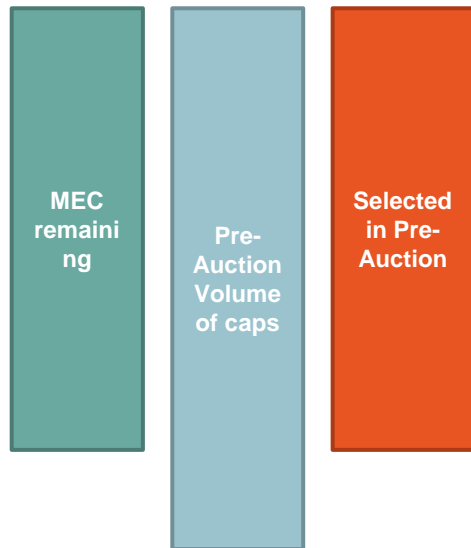 MEC
remaini
ng
Pre-
Auction
Volume
of caps
Selected
in Pre-
Auction